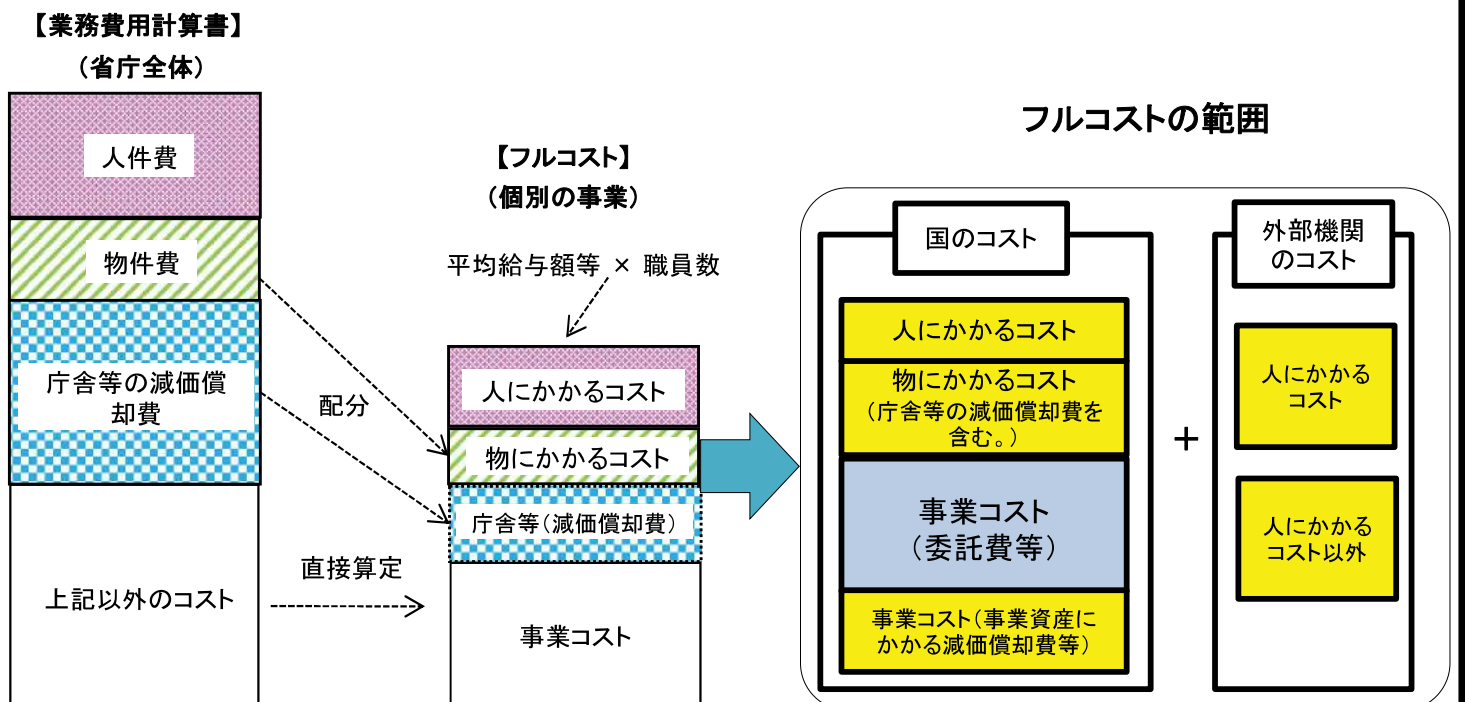 【業務費用計算書】
（省庁全体）
人件費
物件費
庁舎等の減価償
却費
上記以外のコスト
配分
直接算定
【フルコスト】
（個別の事業）
平均給与額等 × 職員数
人にかかるコスト
物にかかるコスト
庁舎等（減価償却費）
事業コスト
フルコストの範囲
国のコスト
人にかかるコスト
物にかかるコスト
（庁舎等の減価償却費を
含む。）
事業コスト
（委託費等）
事業コスト（事業資産に
かかる減価償却費等）
+
外部機関
のコスト
人にかかる
コスト
人にかかる
コスト以外